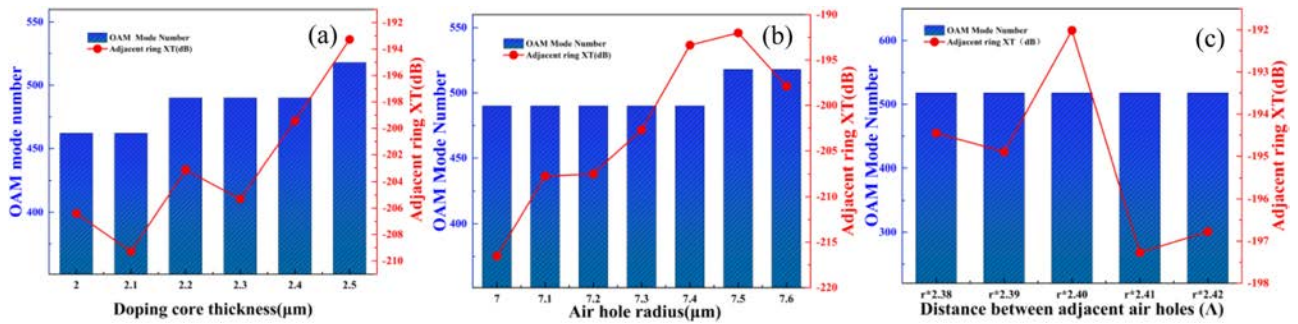 (a)
OAM Mode Number
Adjacent ring XT(dB)
OAM mode number
560
500
450
400
-192
-194
-196
-198
-200
-202
-204
-206
-208
-210
Adjacent ring XT(dB)
2
2.1
2.2
2.3
2.4
2.5
Doping core thickness(μm)
(b)
OAM Mode Number
Adjacent ring XT(dB)
OAM Mode Number
560
500
450
400
-190
-195
-200
-205
-210
-215
-220
Adjacent ring XT(dB)
7
7.1
7.2
7.3
7.4
7.5
7.6
Air hole radius(μm)
(c)
OAM Mode Number
Adjacent ring XT (dB)
OAM Mode Number
600
500
400
300
-192
-193
-194
-195
-196
-197
-198
Adjacent ring XT(dB)
r*2.38
r*2.39
r*2.40
r*2.41
r*2.42
Distance between adjacent air holes (Λ)